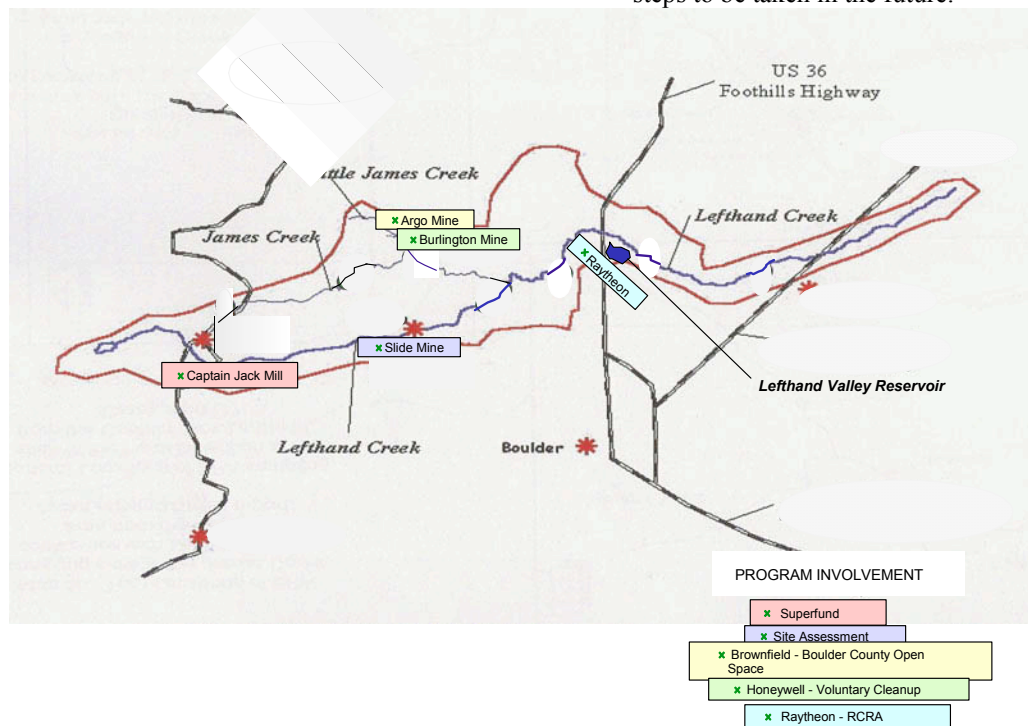 steps to be taken in the future.
US 36
Foothills Highway
James Creek
Lefthand Creek
Argo Mine
Burlington Mine
James Creek
Raytheon
Slide Mine
Captain Jack Mill
Lefthand Valley Reservoir
Lefthand Creek
Boulder
PROGRAM INVOLVEMENT
Superfund
Site Assessment
Brownfield - Boulder County Open
Space
Honeywell - Voluntary Cleanup
Raytheon - RCRA